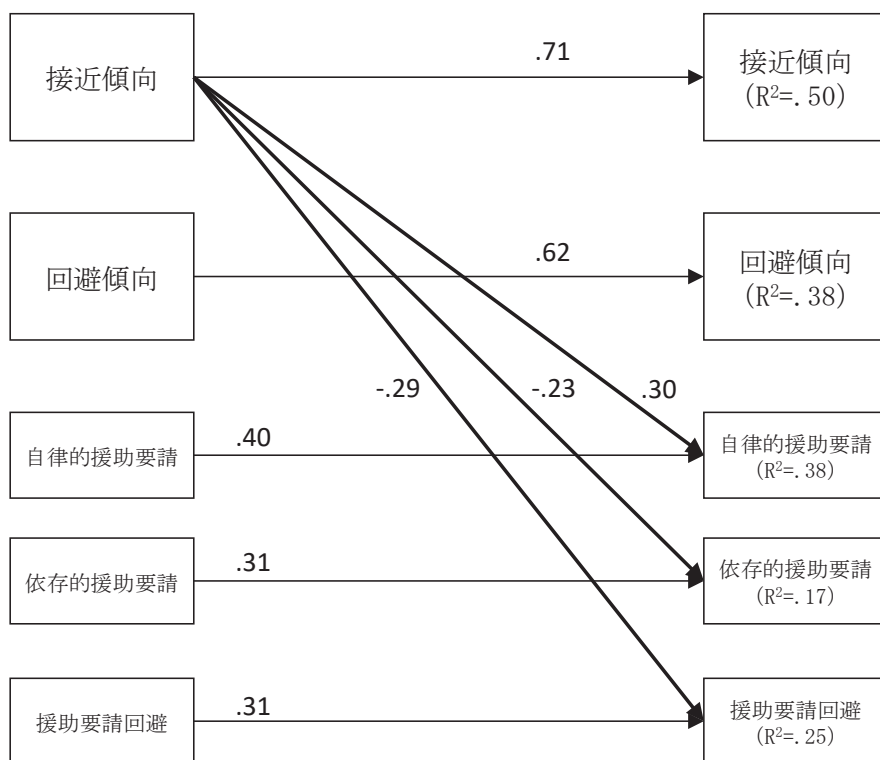 接近傾向
.71
接近傾向
(R²=.50)
回避傾向
.62
回避傾向
(R²=.38)
-.29
-.23
.30
自律的援助要請
.40
自律的援助要請
(R²=.38)
依存的援助要請
.31
依存的援助要請
(R²=.17)
援助要請回避
.31
援助要請回避
(R²=.25)